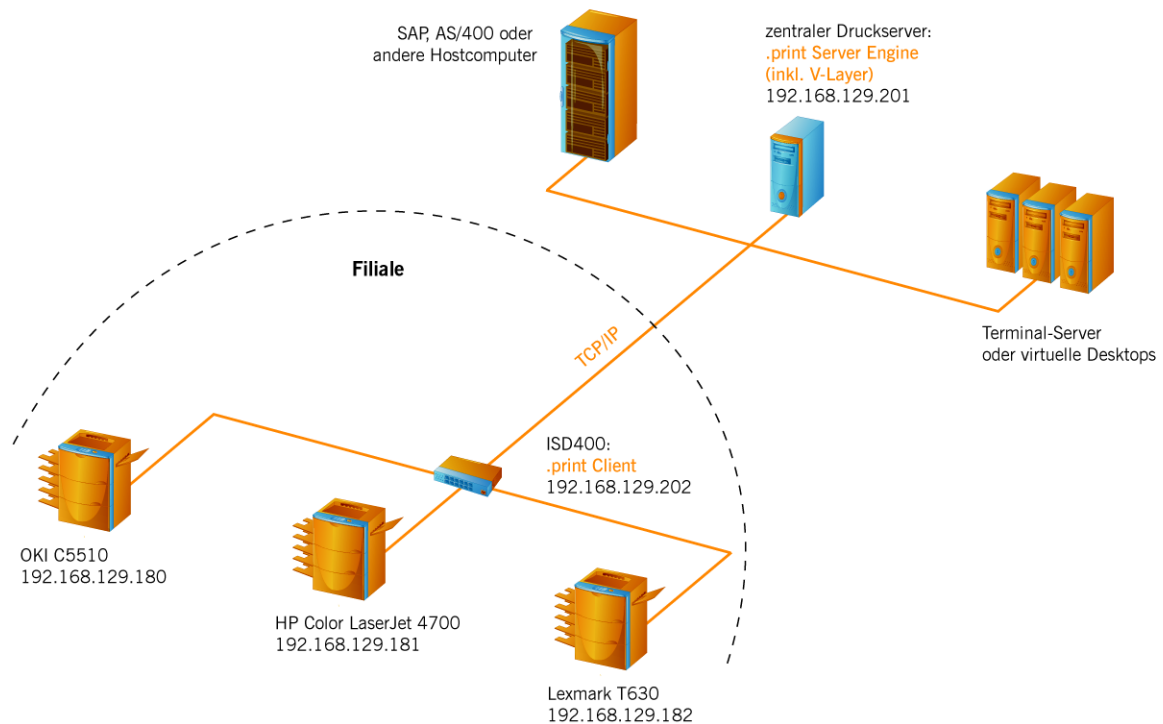 SAP, AS/400 oder
andere Hostcomputer
zentraler Druckserver:
.print Server Engine
(inkl. V-Layer)
192.168.129.201
Filiale
Terminal-Server
oder virtuelle Desktops
TCP/IP
ISD400:
.print Client
192.168.129.202
OKI C5510
192.168.129.180
HP Color LaserJet 4700
192.168.129.181
Lexmark T630
192.168.129.182